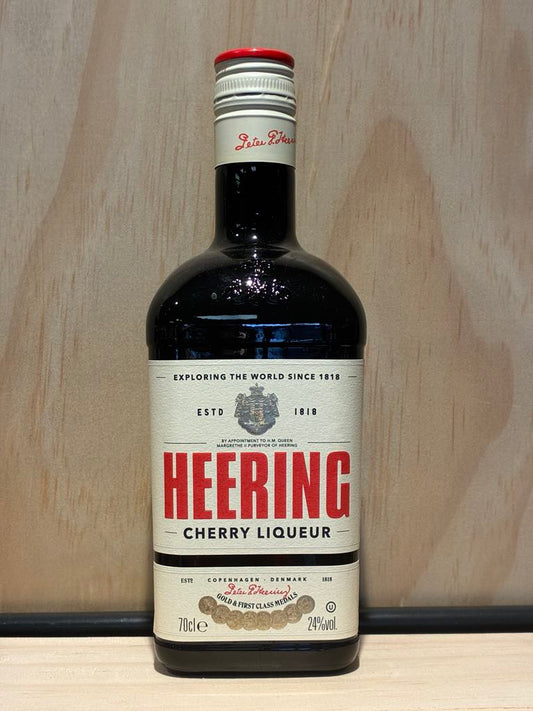 Peter F. Heering
EXPLORING THE WORLD SINCE 1818
ESTD 1818
BY APPOINTMENT TO H.M. QUEEN
MARGRETHE II PURVEYOR OF HEERING
HEERING
CHERRY LIQUEUR
ESTD COPENHAGEN · DENMARK 1818
Peter F. Heering
GOLD & FIRST CLASS MEDALS
U
70cl e 24%vol.